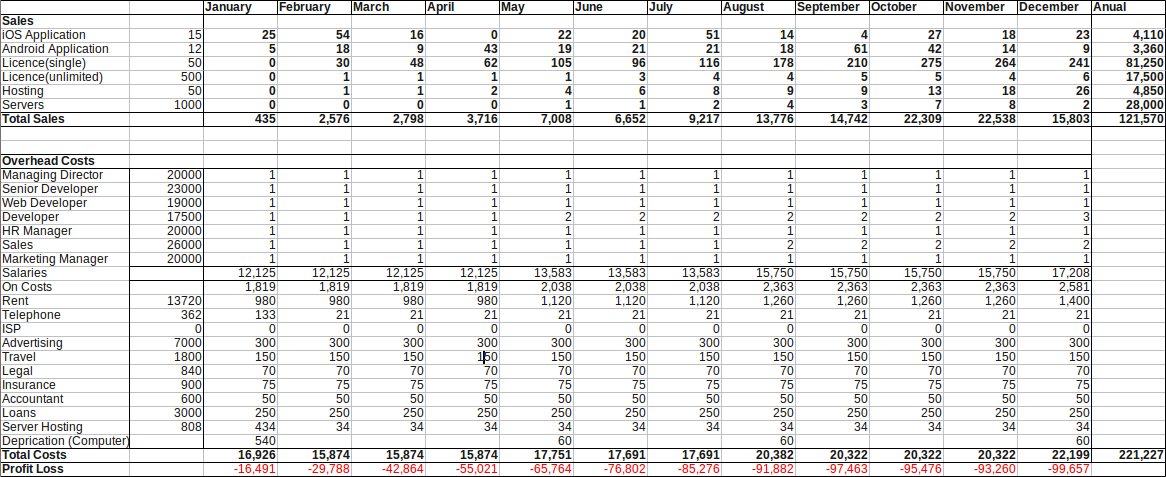 January February March April May June July August September October November December Anual
Sales
iOS Application 15 25 54 16 0 22 20 51 14 4 27 18 23 4,110
Android Application 12 5 18 9 43 19 21 21 18 61 42 14 9 3,360
Licence(single) 50 0 30 48 62 105 96 116 178 210 275 264 241 81,250
Licence(unlimited) 500 0 1 1 1 1 3 4 4 5 5 4 6 17,500
Hosting 50 0 1 1 2 4 6 8 9 9 13 18 26 4,850
Servers 1000 0 0 0 0 1 1 2 4 3 7 8 2 28,000
Total Sales 435 2,576 2,798 3,716 7,008 6,652 9,217 13,776 14,742 22,309 22,538 15,803 121,570
Overhead Costs
Managing Director 20000 1 1 1 1 1 1 1 1 1 1 1 1
Senior Developer 23000 1 1 1 1 1 1 1 1 1 1 1 1
Web Developer 19000 1 1 1 1 1 1 1 1 1 1 1 1
Developer 17500 1 1 1 1 2 2 2 2 2 2 2 3
HR Manager 20000 1 1 1 1 1 1 1 1 1 1 1 1
Sales 26000 1 1 1 1 1 1 1 2 2 2 2 2
Marketing Manager 20000 1 1 1 1 1 1 1 1 1 1 1 1
Salaries 12,125 12,125 12,125 12,125 13,583 13,583 13,583 15,750 15,750 15,750 15,750 17,208
On Costs 1,819 1,819 1,819 1,819 2,038 2,038 2,038 2,363 2,363 2,363 2,363 2,581
Rent 13720 980 980 980 980 1,120 1,120 1,120 1,260 1,260 1,260 1,260 1,400
Telephone 362 133 21 21 21 21 21 21 21 21 21 21 21
ISP 0 0 0 0 0 0 0 0 0 0 0 0 0
Advertising 7000 300 300 300 300 300 300 300 300 300 300 300 300
Travel 1800 150 150 150 150 150 150 150 150 150 150 150 150
Legal 840 70 70 70 70 70 70 70 70 70 70 70 70
Insurance 900 75 75 75 75 75 75 75 75 75 75 75 75
Accountant 600 50 50 50 50 50 50 50 50 50 50 50 50
Loans 3000 250 250 250 250 250 250 250 250 250 250 250 250
Server Hosting 808 434 34 34 34 34 34 34 34 34 34 34 34
Deprication (Computer) 540 60 60 60
Total Costs 16,926 15,874 15,874 15,874 17,751 17,691 17,691 20,382 20,322 20,322 20,322 22,199 221,227
Profit Loss -16,491 -29,788 -42,864 -55,021 -65,764 -76,802 -85,276 -91,882 -97,463 -95,476 -93,260 -99,657